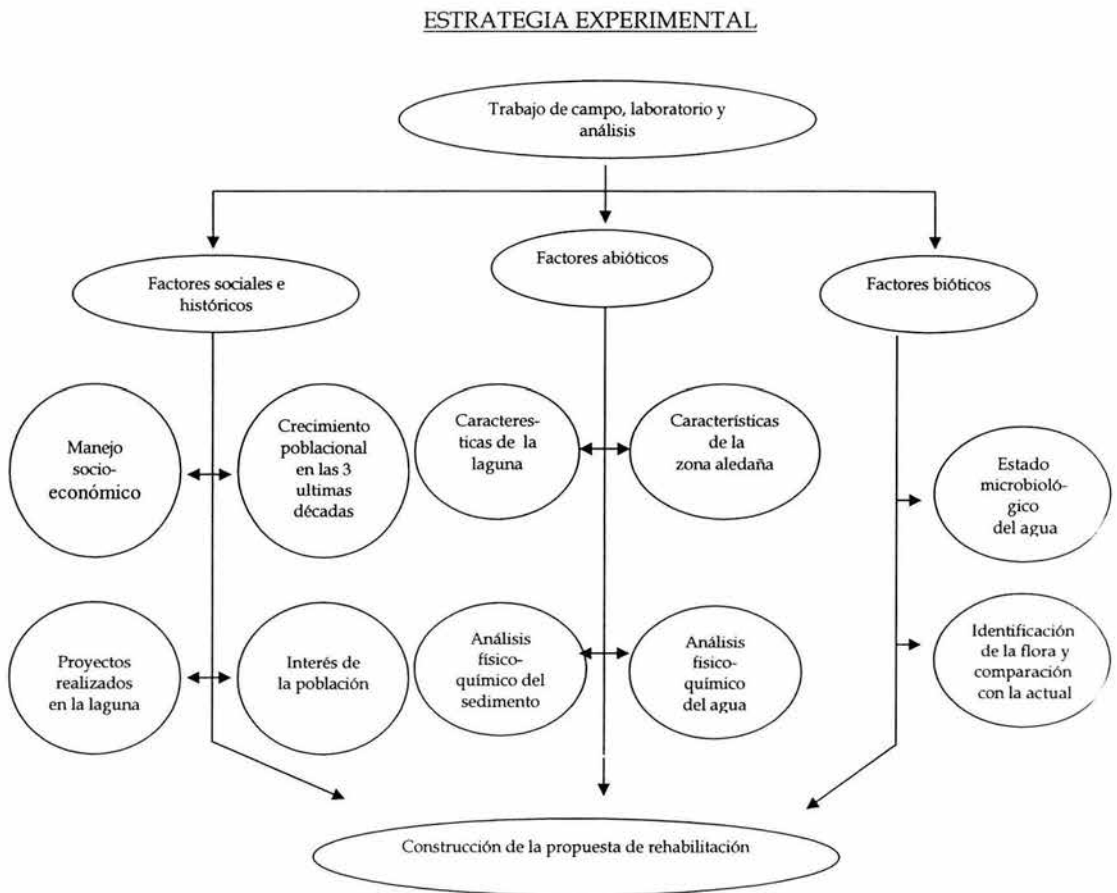 ESTRATEGIA EXPERIMENTAL
Trabajo de campo, laboratorio y
análisis
Factores sociales e
históricos
Factores abióticos
Factores bióticos
Manejo
socio-
económico
Crecimiento
poblacional
en las 3
ultimas
décadas
Caracteres-
ticas de la
laguna
Características
de la
zona aledaña
Estado
microbioló-
gico
del agua
Proyectos
realizados
en la laguna
Interés de
la población
Análisis
físico-
químico del
sedimento
Análisis
fisico-
químico
del agua
Identificación
de la flora y
comparación
con la actual
Construcción de la propuesta de rehabilitación